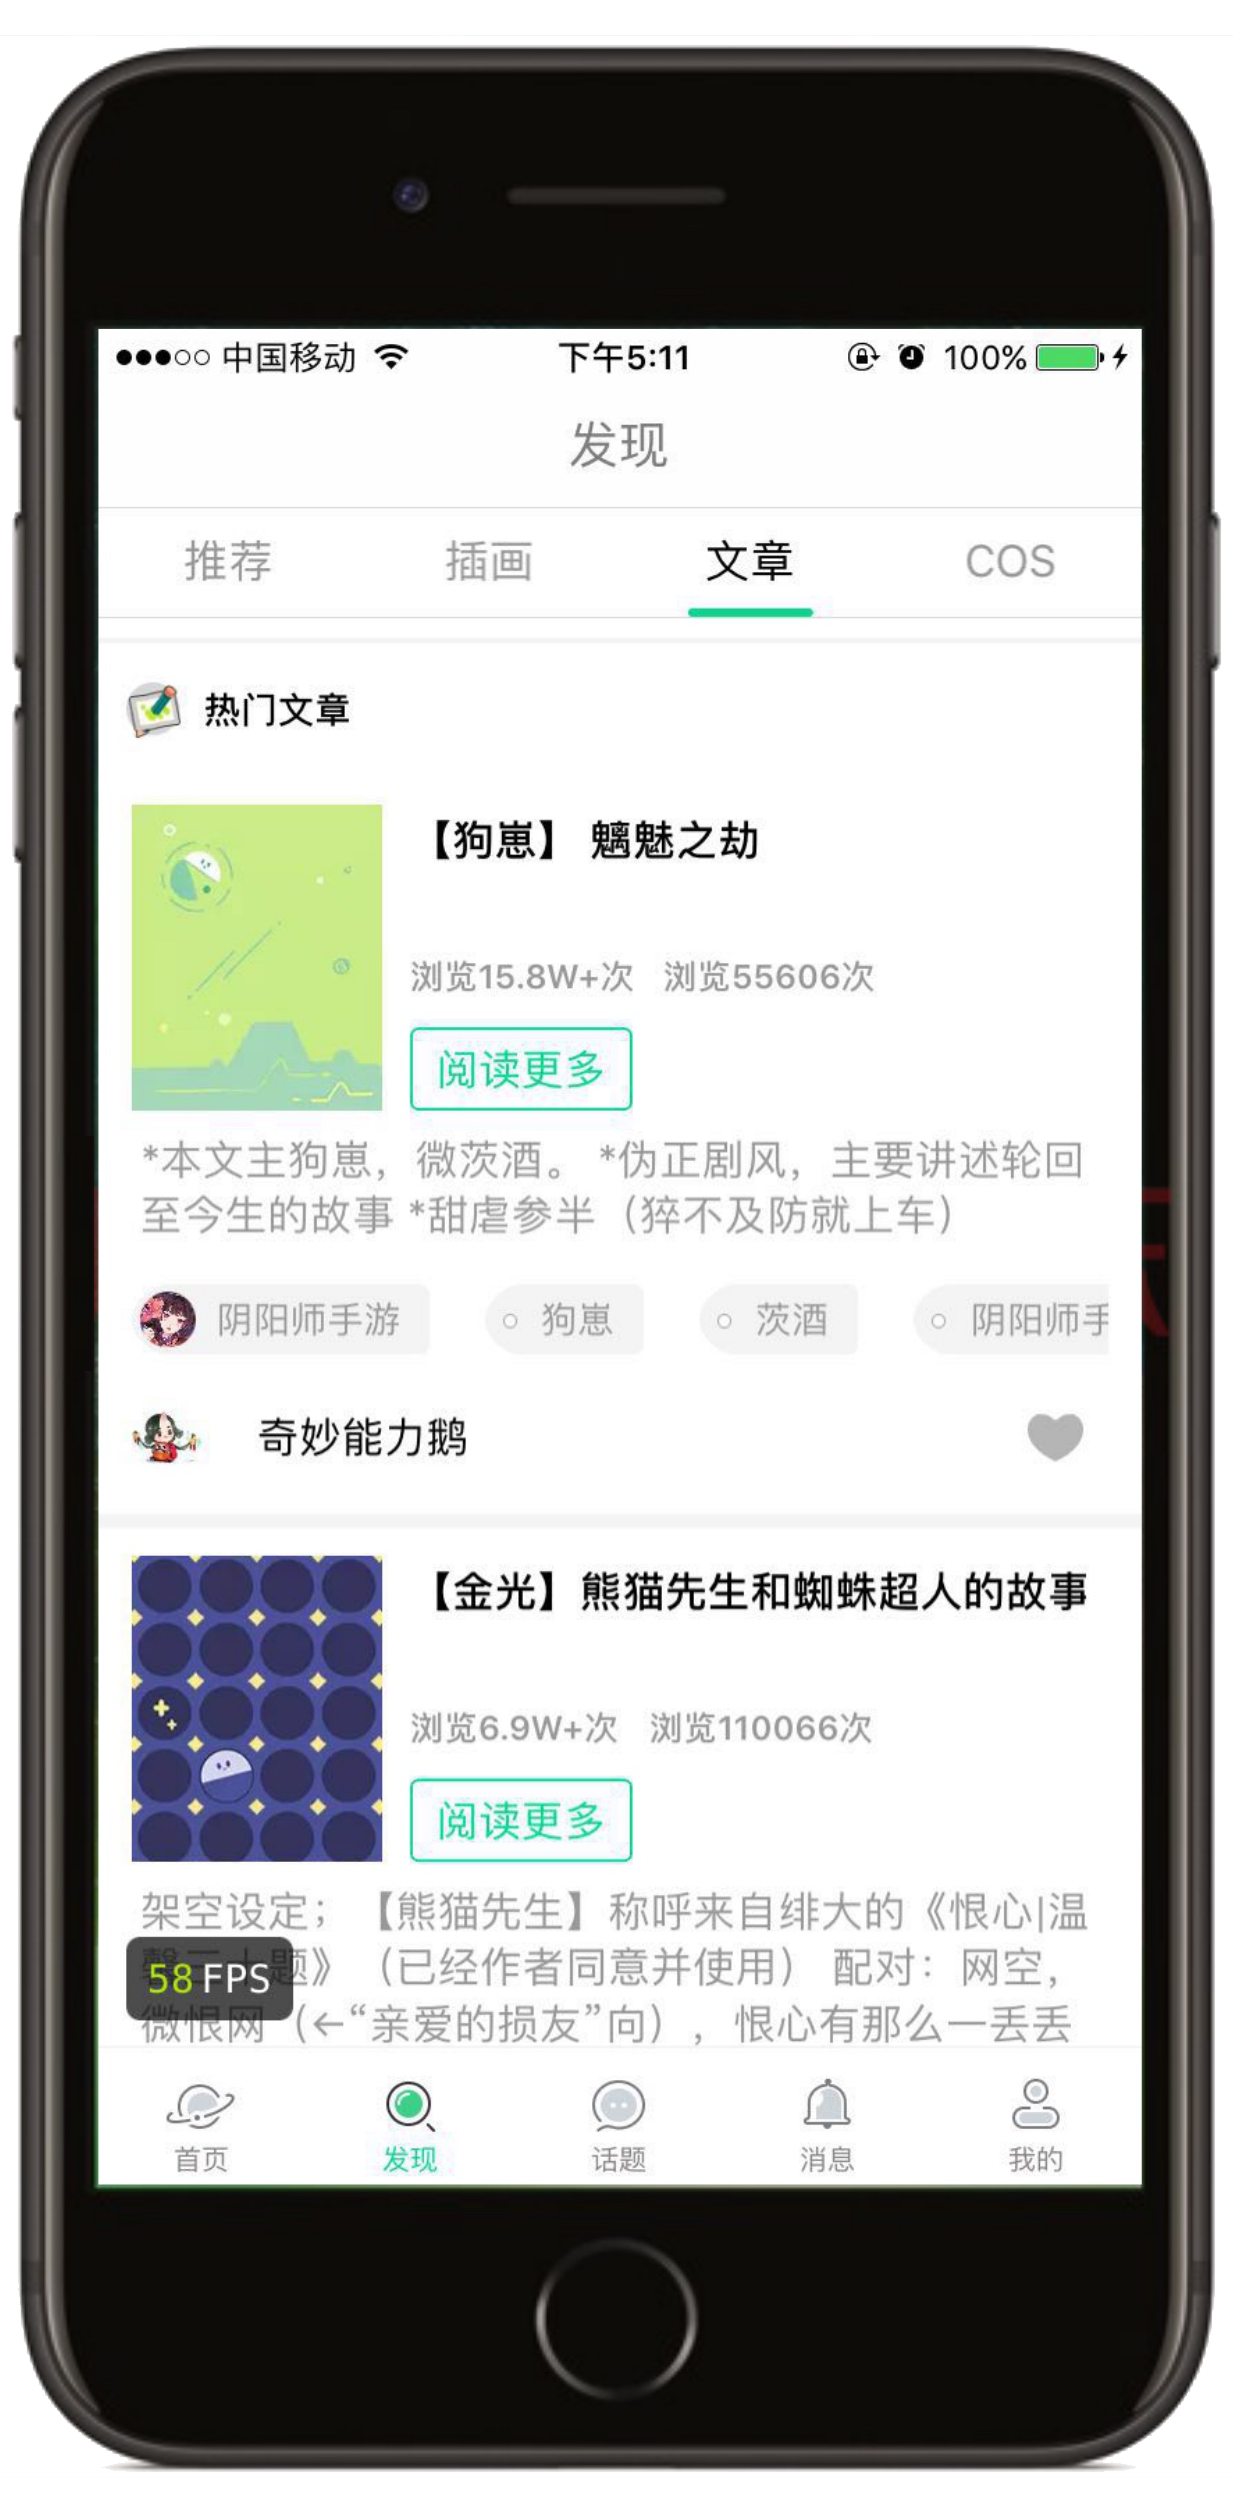 中国移动 下午5:11 100%
发现
推荐 插画 文章 COS
热门文章
【狗崽】 魑魅之劫
浏览15.8W+次 浏览55606次
阅读更多
*本文主狗崽，微茨酒。 *伪正剧风，主要讲述轮回
至今生的故事 *甜虐参半（猝不及防就上车）
阴阳师手游 狗崽 茨酒 阴阳师手
奇妙能力鹅
【金光】熊猫先生和蜘蛛超人的故事
浏览6.9W+次 浏览110066次
阅读更多
架空设定；【熊猫先生】称呼来自绯大的《恨心|温
馨三十题》（已经作者同意并使用） 配对：网空，
58 FPS
微恨网（←“亲爱的损友”向），恨心有那么一丢丢
首页 发现 话题 消息 我的